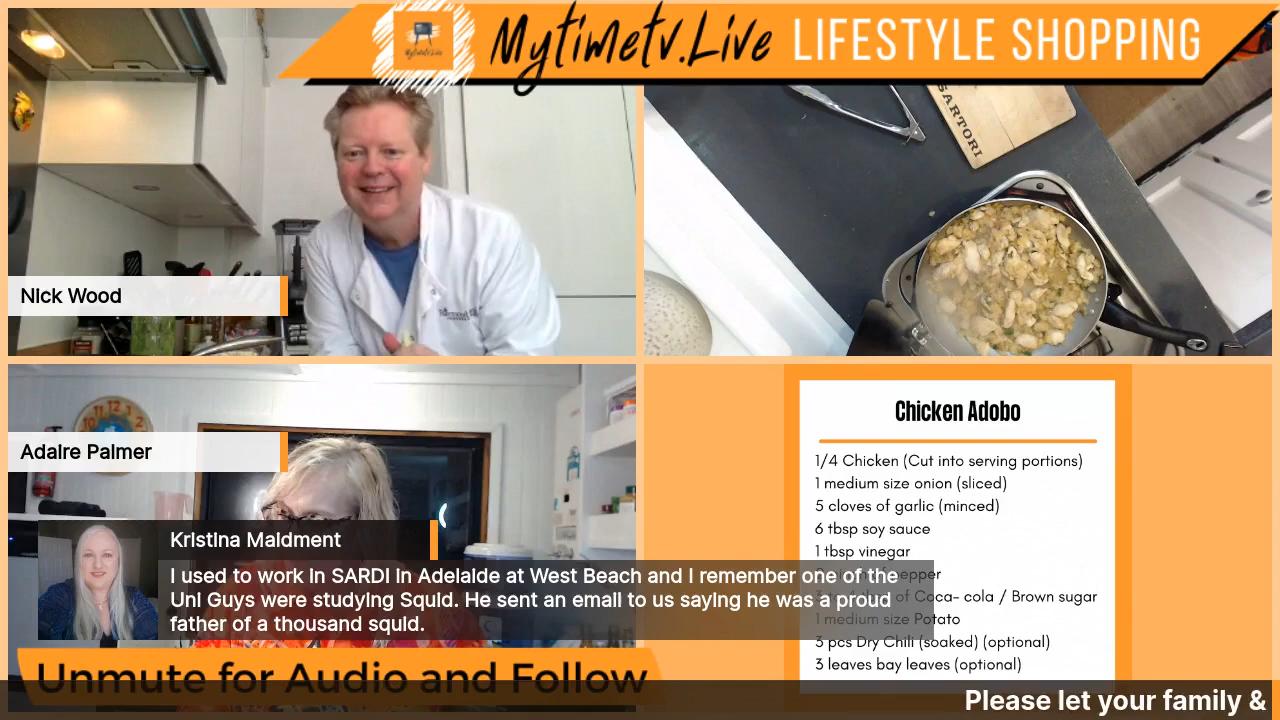 Mytimetv.Live LIFESTYLE SHOPPING
SARTORI
Nick Wood
Adaire Palmer
Kristina Maidment
I used to work in SARDI in Adelaide at West Beach and I remember one of the
Uni Guys were studying Squid. He sent an email to us saying he was a proud
father of a thousand squid.
Unmute for Audio and Follow
Chicken Adobo
1/4 Chicken (Cut into serving portions)
1 medium size onion (sliced)
5 cloves of garlic (minced)
6 tbsp soy sauce
1 tbsp vinegar
of Coca- cola / Brown sugar
1 medium size Potato
3 pcs Dry Chili (soaked) (optional)
3 leaves bay leaves (optional)
Please let your family &